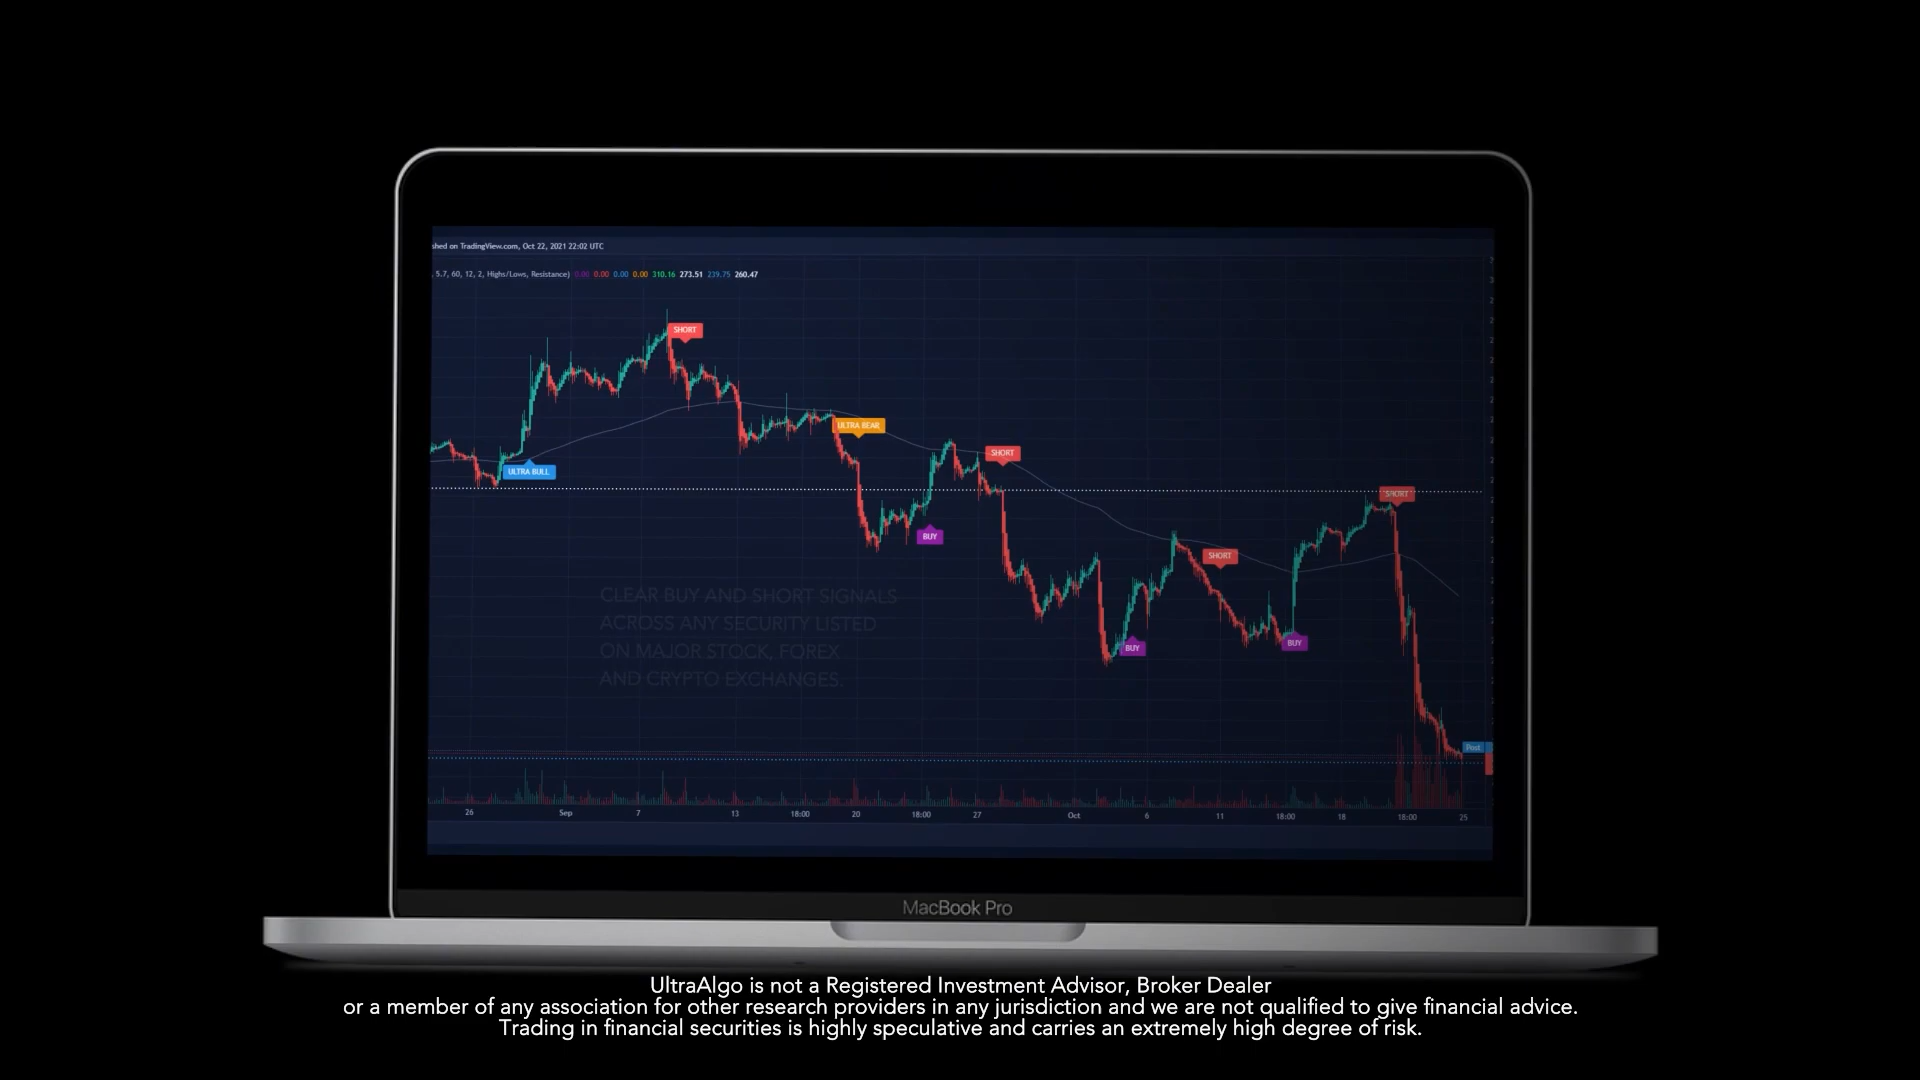 shed on TradingView.com, Oct 22, 2021 22:02 UTC
, 5.7, 60, 12, 2, Highs/Lows, Resistance) 0.00 0.00 0.00 0.00 310.16 273.51 239.75 260.47
SHORT
ULTRA BEAR
SHORT
ULTRA BULL
SHORT
BUY
SHORT
CLEAR BUY AND SHORT SIGNALS
ACROSS ANY SECURITY LISTED
ON MAJOR STOCK, FOREX
AND CRYPTO EXCHANGES.
BUY
BUY
Post
26 Sep 7 13 18:00 20 18:00 27 Oct 6 11 18:00 18 18:00 25
MacBook Pro
UltraAlgo is not a Registered Investment Advisor, Broker Dealer
or a member of any association for other research providers in any jurisdiction and we are not qualified to give financial advice.
Trading in financial securities is highly speculative and carries an extremely high degree of risk.